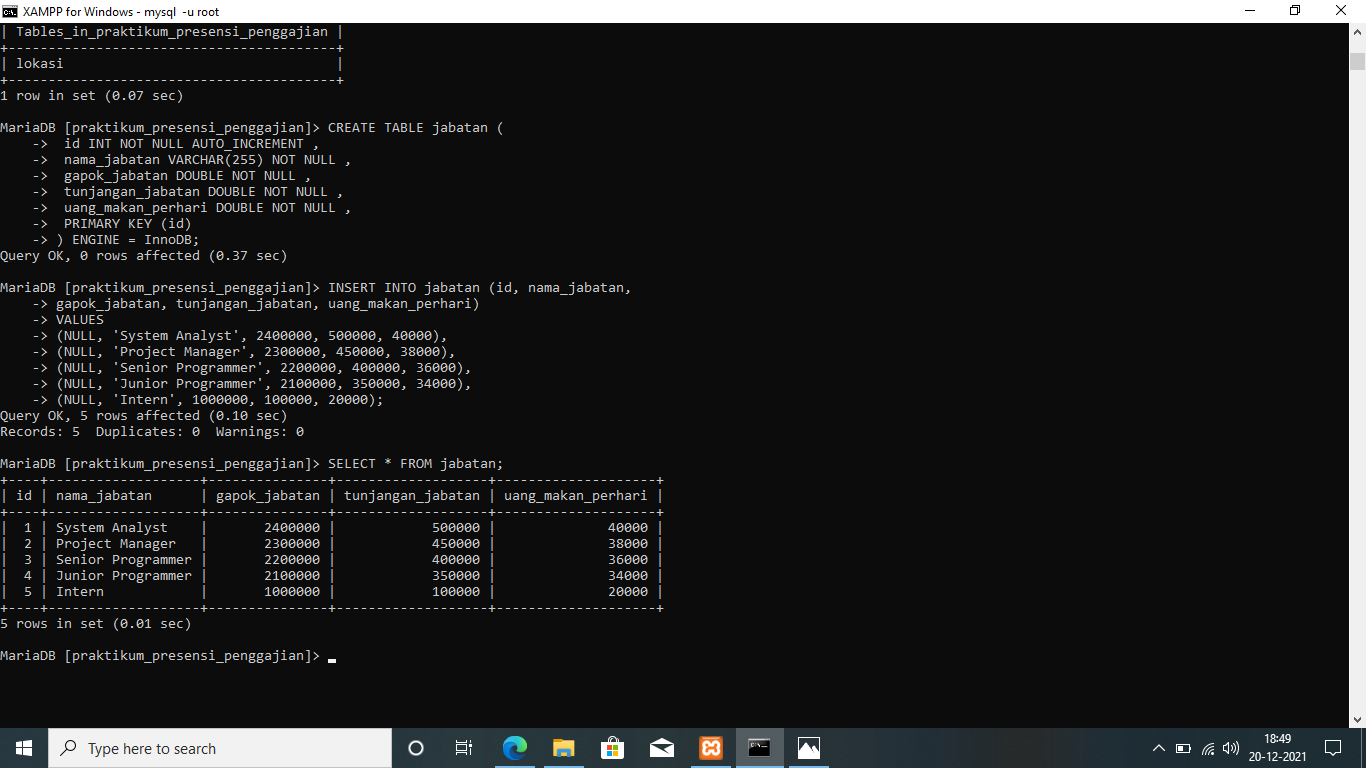 XAMPP for Windows - mysql  -u root
| Tables_in_praktikum_presensi_penggajian |
+-----------------------------------------+
| lokasi                                  |
+-----------------------------------------+
1 row in set (0.07 sec)
MariaDB [praktikum_presensi_penggajian]> CREATE TABLE jabatan (
    ->  id INT NOT NULL AUTO_INCREMENT ,
    ->  nama_jabatan VARCHAR(255) NOT NULL ,
    ->  gapok_jabatan DOUBLE NOT NULL ,
    ->  tunjangan_jabatan DOUBLE NOT NULL ,
    ->  uang_makan_perhari DOUBLE NOT NULL ,
    ->  PRIMARY KEY (id)
    -> ) ENGINE = InnoDB;
Query OK, 0 rows affected (0.37 sec)
MariaDB [praktikum_presensi_penggajian]> INSERT INTO jabatan (id, nama_jabatan,
    -> gapok_jabatan, tunjangan_jabatan, uang_makan_perhari)
    -> VALUES
    -> (NULL, 'System Analyst', 2400000, 500000, 40000),
    -> (NULL, 'Project Manager', 2300000, 450000, 38000),
    -> (NULL, 'Senior Programmer', 2200000, 400000, 36000),
    -> (NULL, 'Junior Programmer', 2100000, 350000, 34000),
    -> (NULL, 'Intern', 1000000, 100000, 20000);
Query OK, 5 rows affected (0.10 sec)
Records: 5  Duplicates: 0  Warnings: 0
MariaDB [praktikum_presensi_penggajian]> SELECT * FROM jabatan;
+----+-------------------+---------------+-------------------+--------------------+
| id | nama_jabatan      | gapok_jabatan | tunjangan_jabatan | uang_makan_perhari |
+----+-------------------+---------------+-------------------+--------------------+
|  1 | System Analyst    |       2400000 |            500000 |              40000 |
|  2 | Project Manager   |       2300000 |            450000 |              38000 |
|  3 | Senior Programmer |       2200000 |            400000 |              36000 |
|  4 | Junior Programmer |       2100000 |            350000 |              34000 |
|  5 | Intern            |       1000000 |            100000 |              20000 |
+----+-------------------+---------------+-------------------+--------------------+
5 rows in set (0.01 sec)
MariaDB [praktikum_presensi_penggajian]>
Type here to search
18:49
20-12-2021